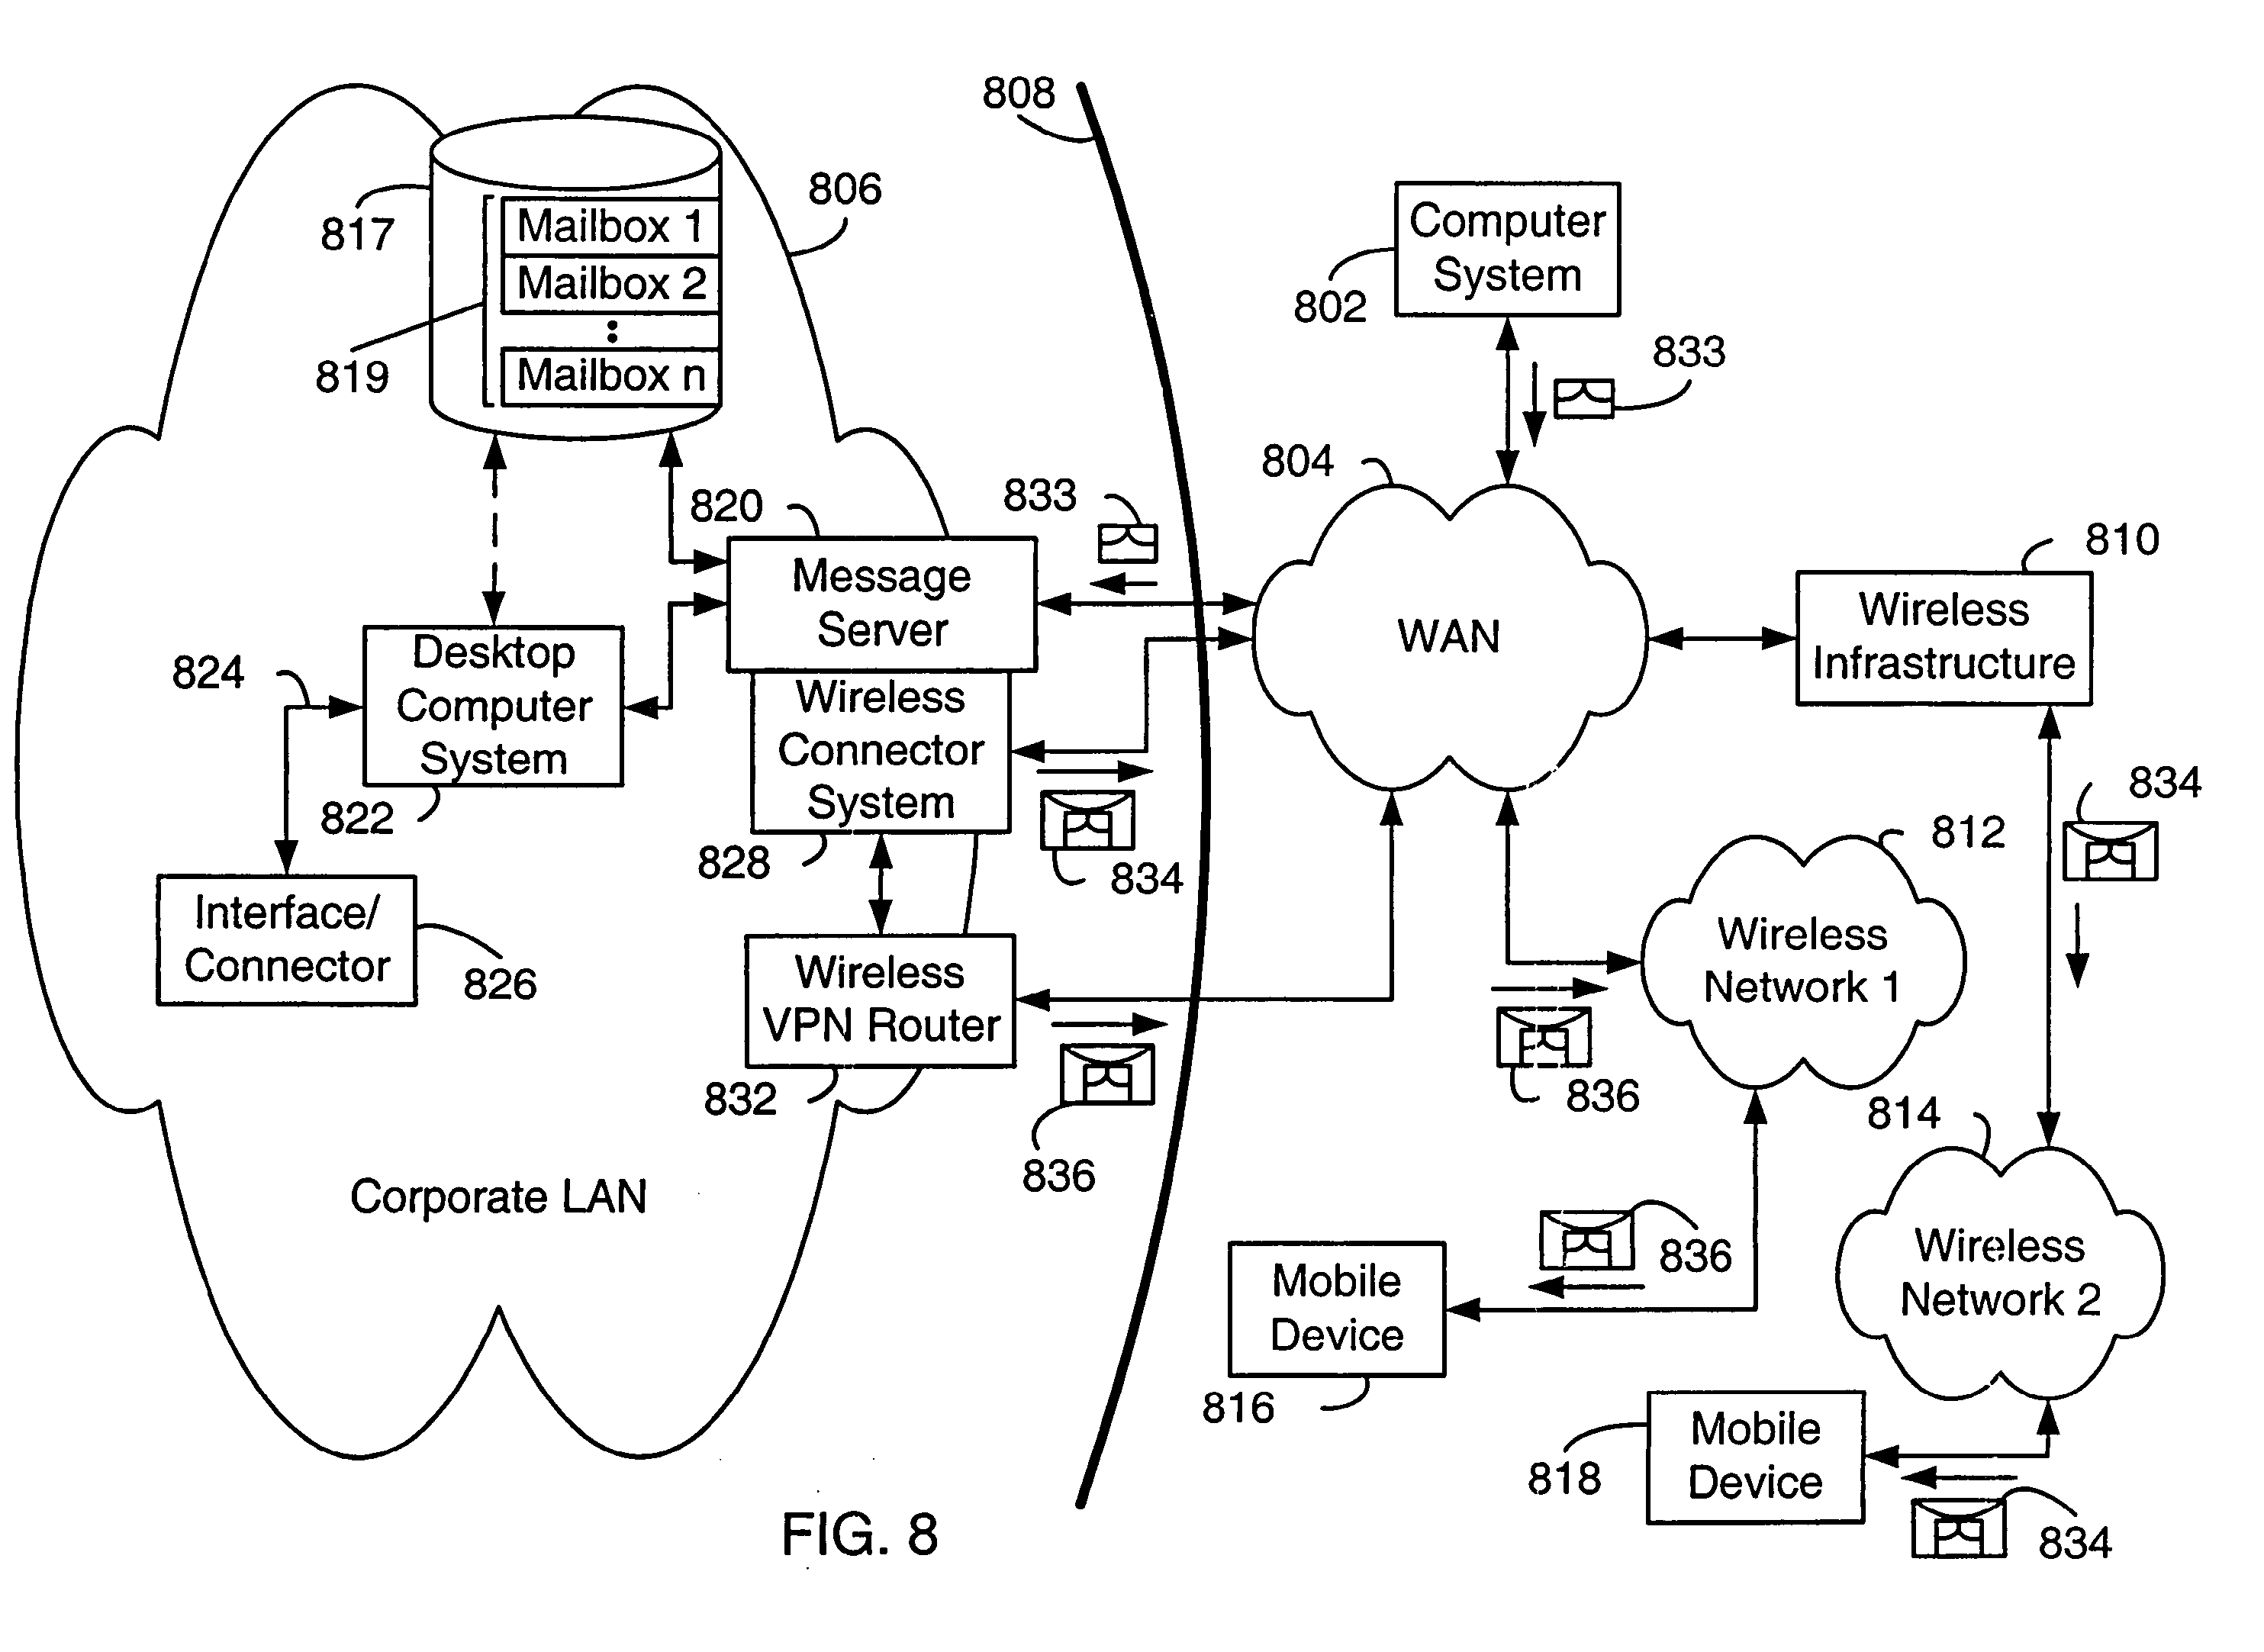 808
806
817
Mailbox 1
Mailbox 2
Mailbox n
819
Computer
System
802
833
804
820
833
810
Message
Server
WAN
Wireless
Infrastructure
824
Desktop
Computer
System
822
Wireless
Connector
System
828
834
834
812
Interface/
Connector
826
Wireless
Network 1
Wireless
VPN Router
832
836
836
814
Corporate LAN
836
Mobile
Device
816
Wireless
Network 2
Mobile
Device
818
834
FIG. 8